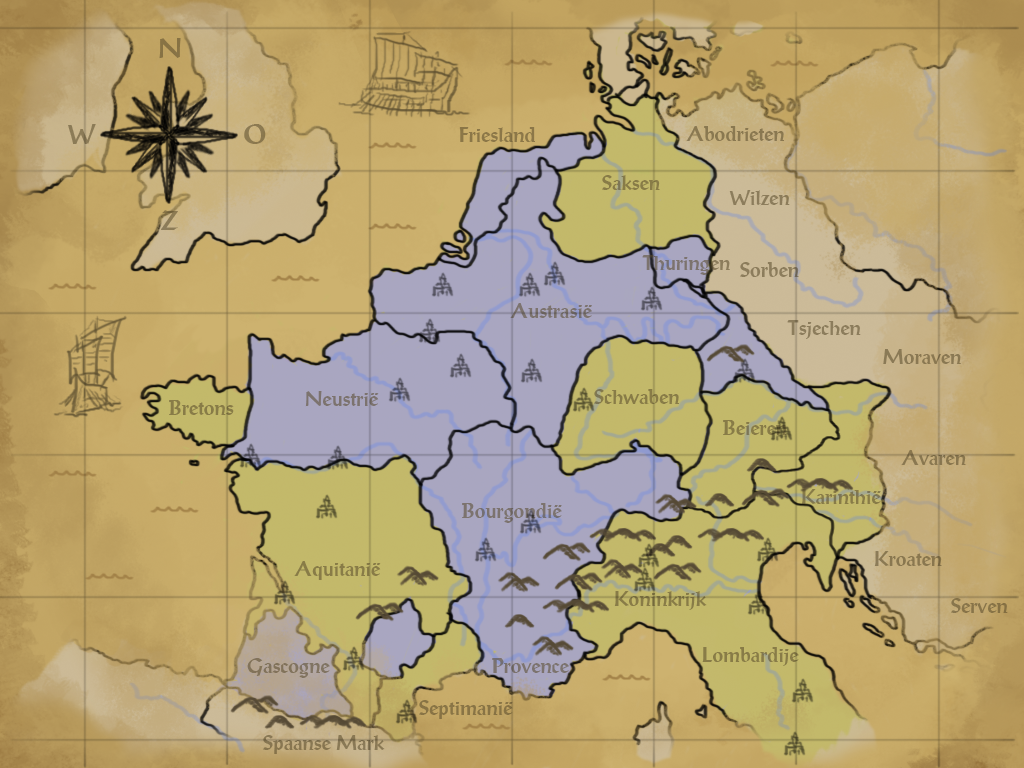 N
W O
Z
Friesland
Abodrieten
Saksen
Wilzen
Thuringen
Sorben
Austrasië
Tsjechen
Moraven
Neustrië
Bretons
Schwaben
Beieren
Avaren
Karinthië
Bourgondië
Aquitanië
Kroaten
Koninkrijk
Serven
Lombardije
Gascogne
Provence
Septimanië
Spaanse Mark